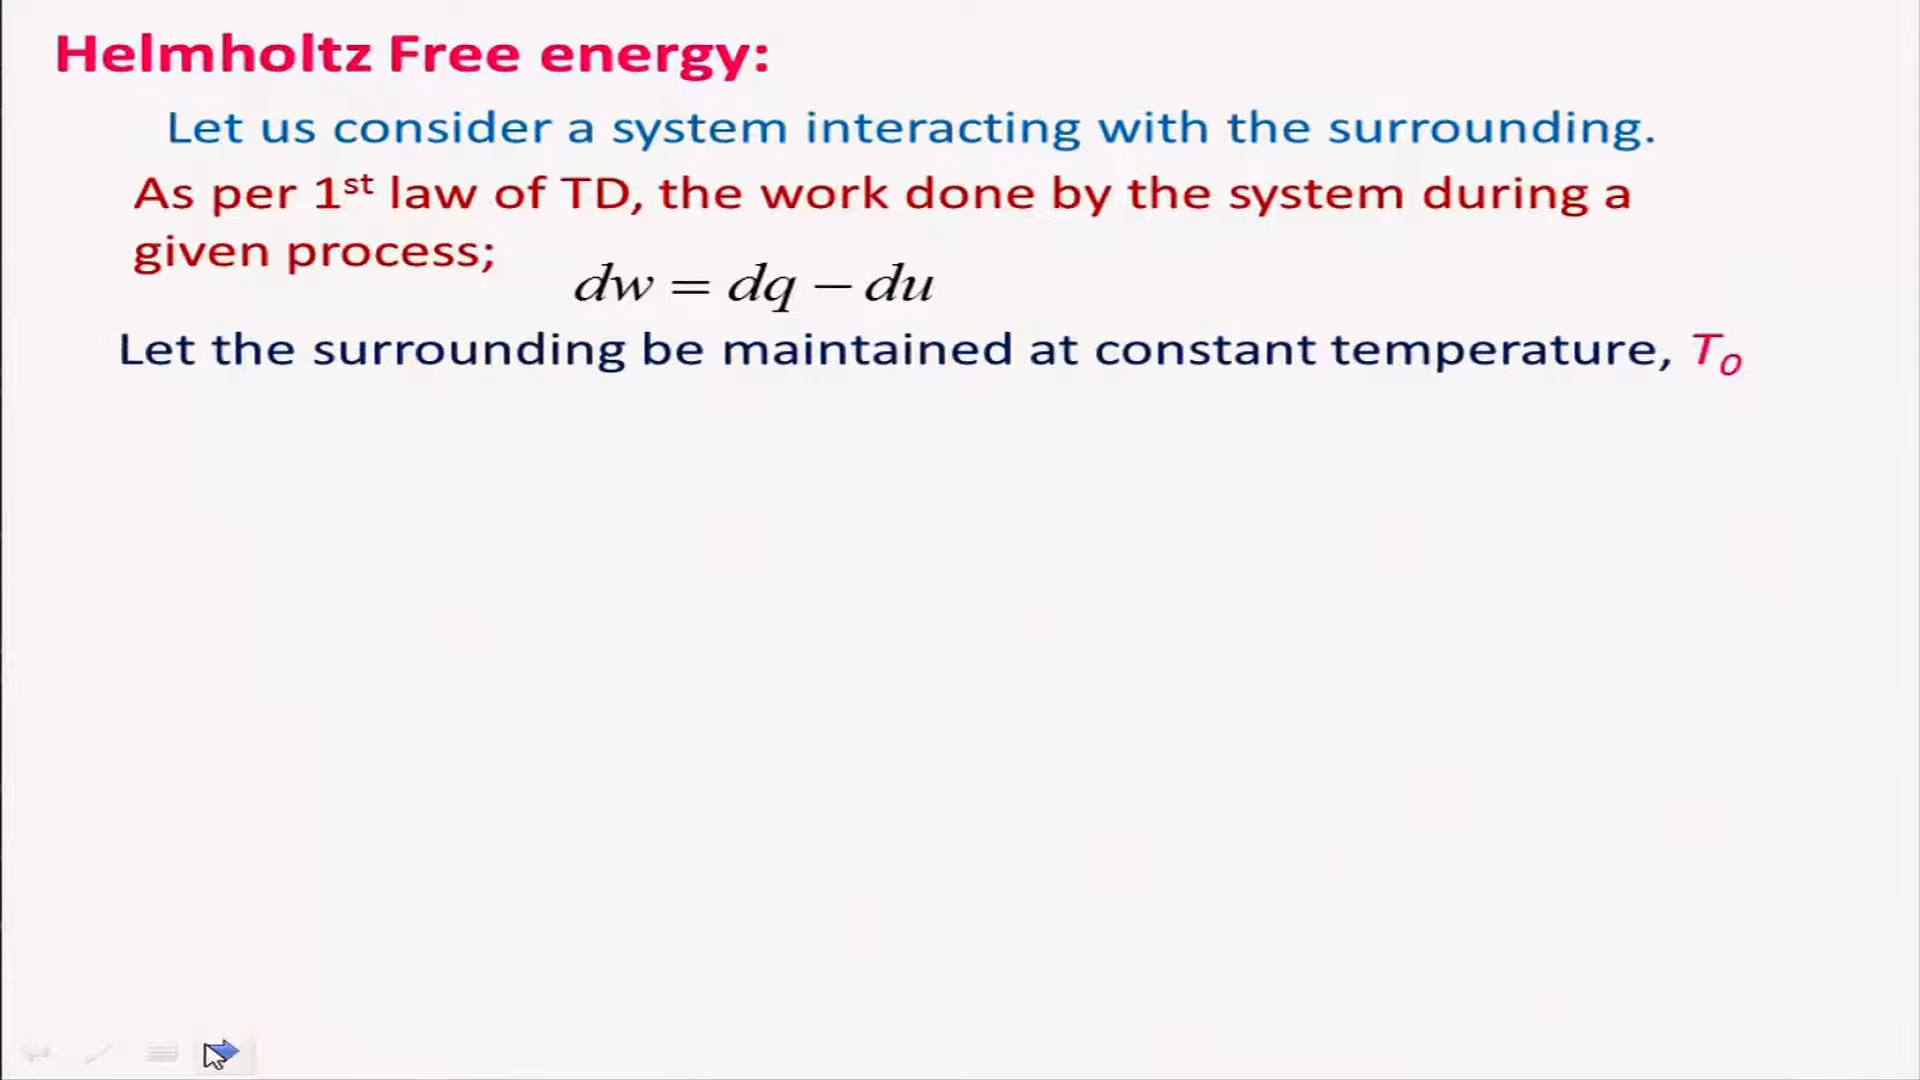 Helmholtz Free energy:
Let us consider a system interacting with the surrounding.
As per 1st law of TD, the work done by the system during a
given process;
dw = dq − du
Let the surrounding be maintained at constant temperature, T₀